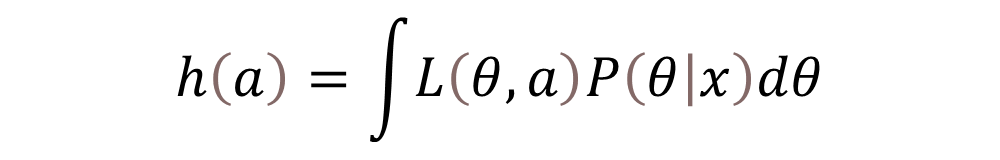 h(a) = ∫ L(θ, a)P(θ|x)dθ